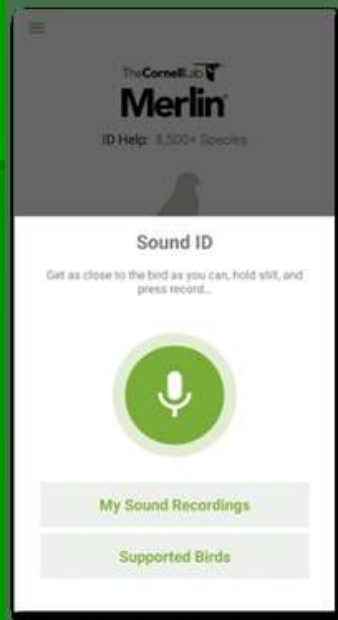 TheCornellLab
Merlin
ID Help: 8,500+ Species
Sound ID
Get as close to the bird as you can, hold still, and
press record...
My Sound Recordings
Supported Birds